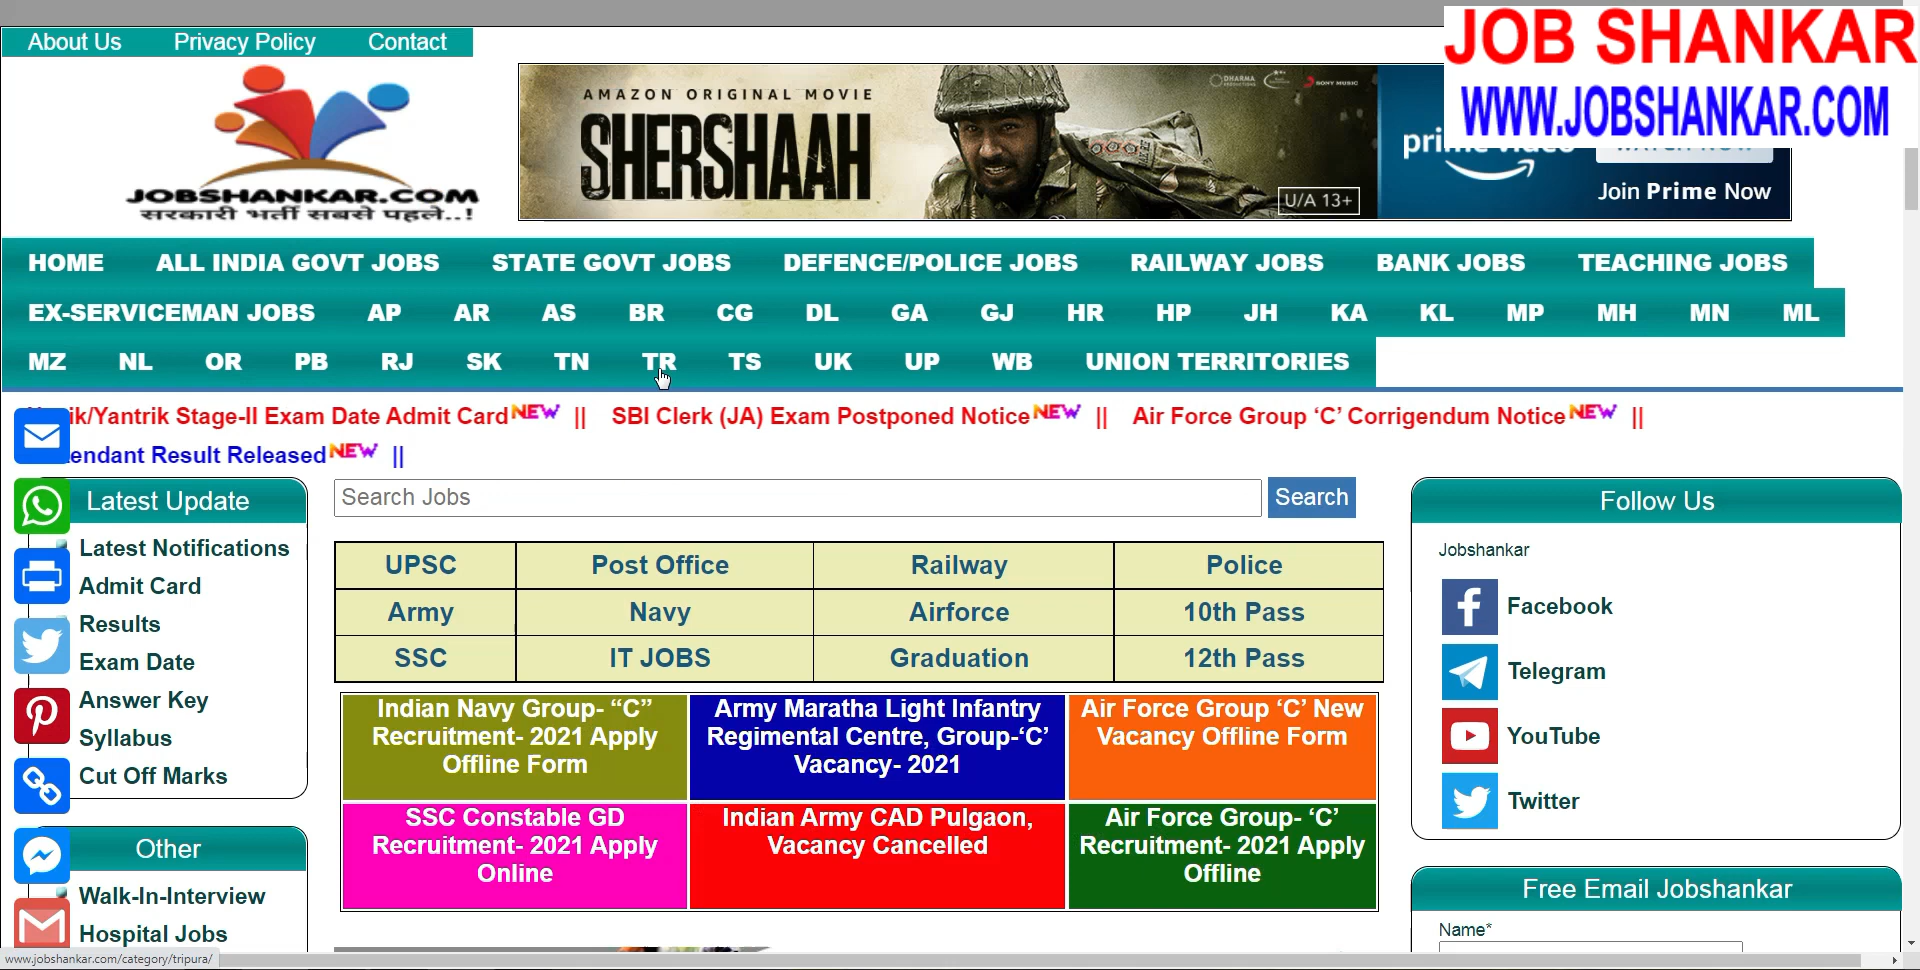 About Us Privacy Policy Contact
JOB SHANKAR
WWW.JOBSHANKAR.COM
JOBSHANKAR.COM
सरकारी भर्ती सबसे पहले..!
AMAZON ORIGINAL MOVIE
SHERSHAAH
DHARMA
SONY MUSIC
U/A 13+
prime video
WATCH NOW
Join Prime Now
HOME ALL INDIA GOVT JOBS STATE GOVT JOBS DEFENCE/POLICE JOBS RAILWAY JOBS BANK JOBS TEACHING JOBS
EX-SERVICEMAN JOBS AP AR AS BR CG DL GA GJ HR HP JH KA KL MP MH MN ML
MZ NL OR PB RJ SK TN TR TS UK UP WB UNION TERRITORIES
ik/Yantrik Stage-II Exam Date Admit Card NEW || SBI Clerk (JA) Exam Postponed Notice NEW || Air Force Group ‘C’ Corrigendum Notice NEW ||
endant Result Released NEW ||
Latest Update
Latest Notifications
Admit Card
Results
Exam Date
Answer Key
Syllabus
Cut Off Marks
Other
Walk-In-Interview
Hospital Jobs
Search Jobs Search
UPSC Post Office Railway Police
Army Navy Airforce 10th Pass
SSC IT JOBS Graduation 12th Pass
Indian Navy Group- “C”
Recruitment- 2021 Apply
Offline Form
Army Maratha Light Infantry
Regimental Centre, Group-‘C’
Vacancy- 2021
Air Force Group ‘C’ New
Vacancy Offline Form
SSC Constable GD
Recruitment- 2021 Apply
Online
Indian Army CAD Pulgaon,
Vacancy Cancelled
Air Force Group- ‘C’
Recruitment- 2021 Apply
Offline
Follow Us
Jobshankar
Facebook
Telegram
YouTube
Twitter
Free Email Jobshankar
Name*
www.jobshankar.com/category/tripura/